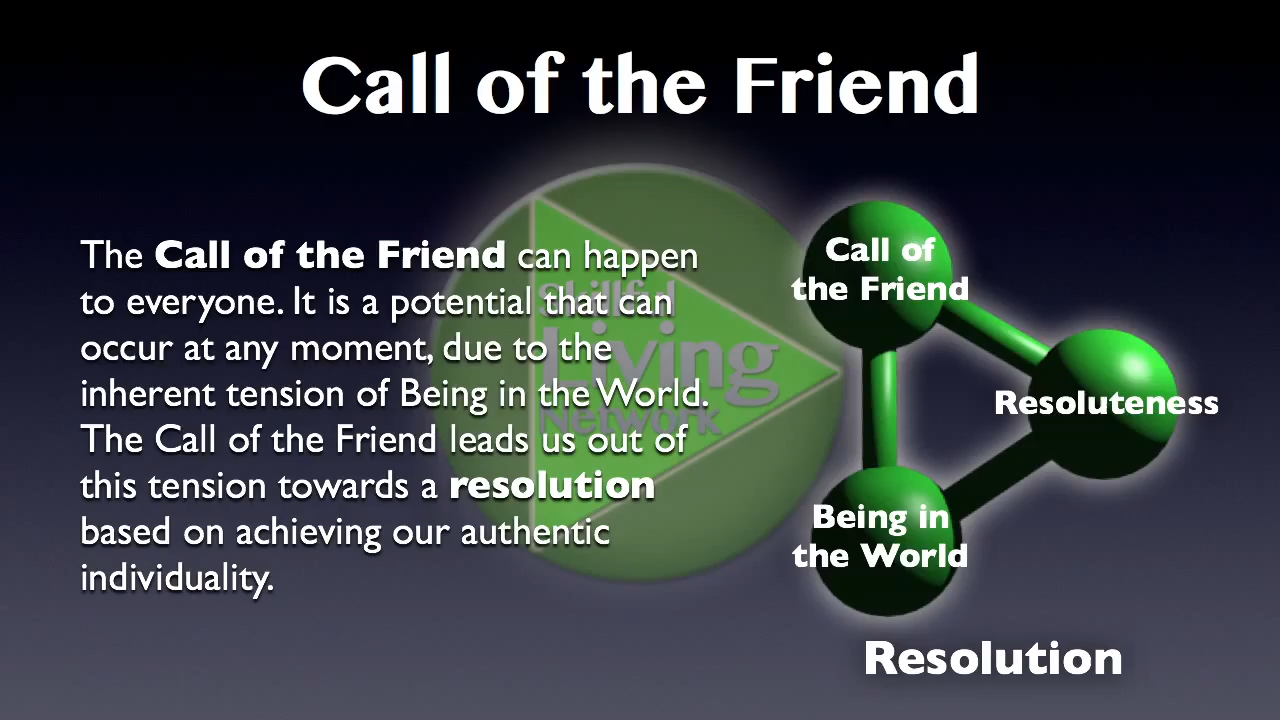 Call of the Friend
The Call of the Friend can happen
to everyone. It is a potential that can
occur at any moment, due to the
inherent tension of Being in the World.
The Call of the Friend leads us out of
this tension towards a resolution
based on achieving our authentic
individuality.
Skillful
Living
Network
Call of
the Friend
Resoluteness
Being in
the World
Resolution